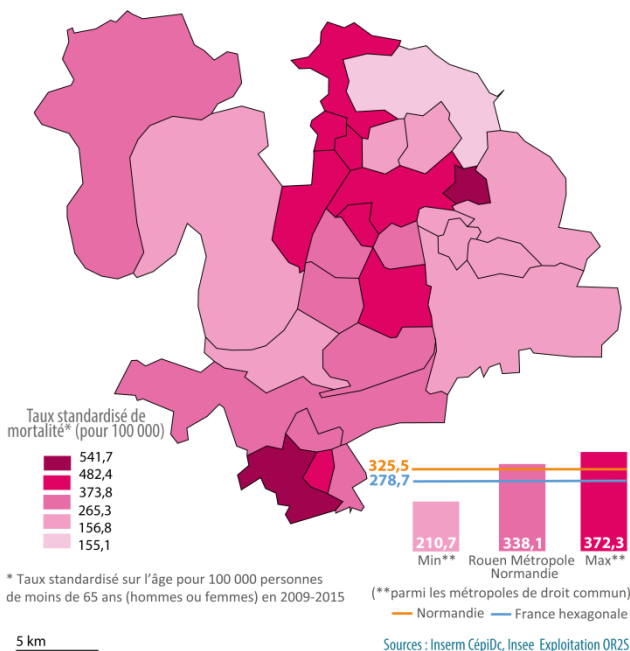 Taux standardisé de
mortalité* (pour 100 000)
541,7
482,4
373,8
265,3
156,8
155,1
325,5
278,7
210,7
338,1
372,3
Min**
Rouen Métropole
Normandie
Max**
(**parmi les métropoles de droit commun)
Normandie
France hexagonale
* Taux standardisé sur l'âge pour 100 000 personnes
de moins de 65 ans (hommes ou femmes) en 2009-2015
5 km
Sources : Inserm CépiDc, Insee Exploitation OR2S